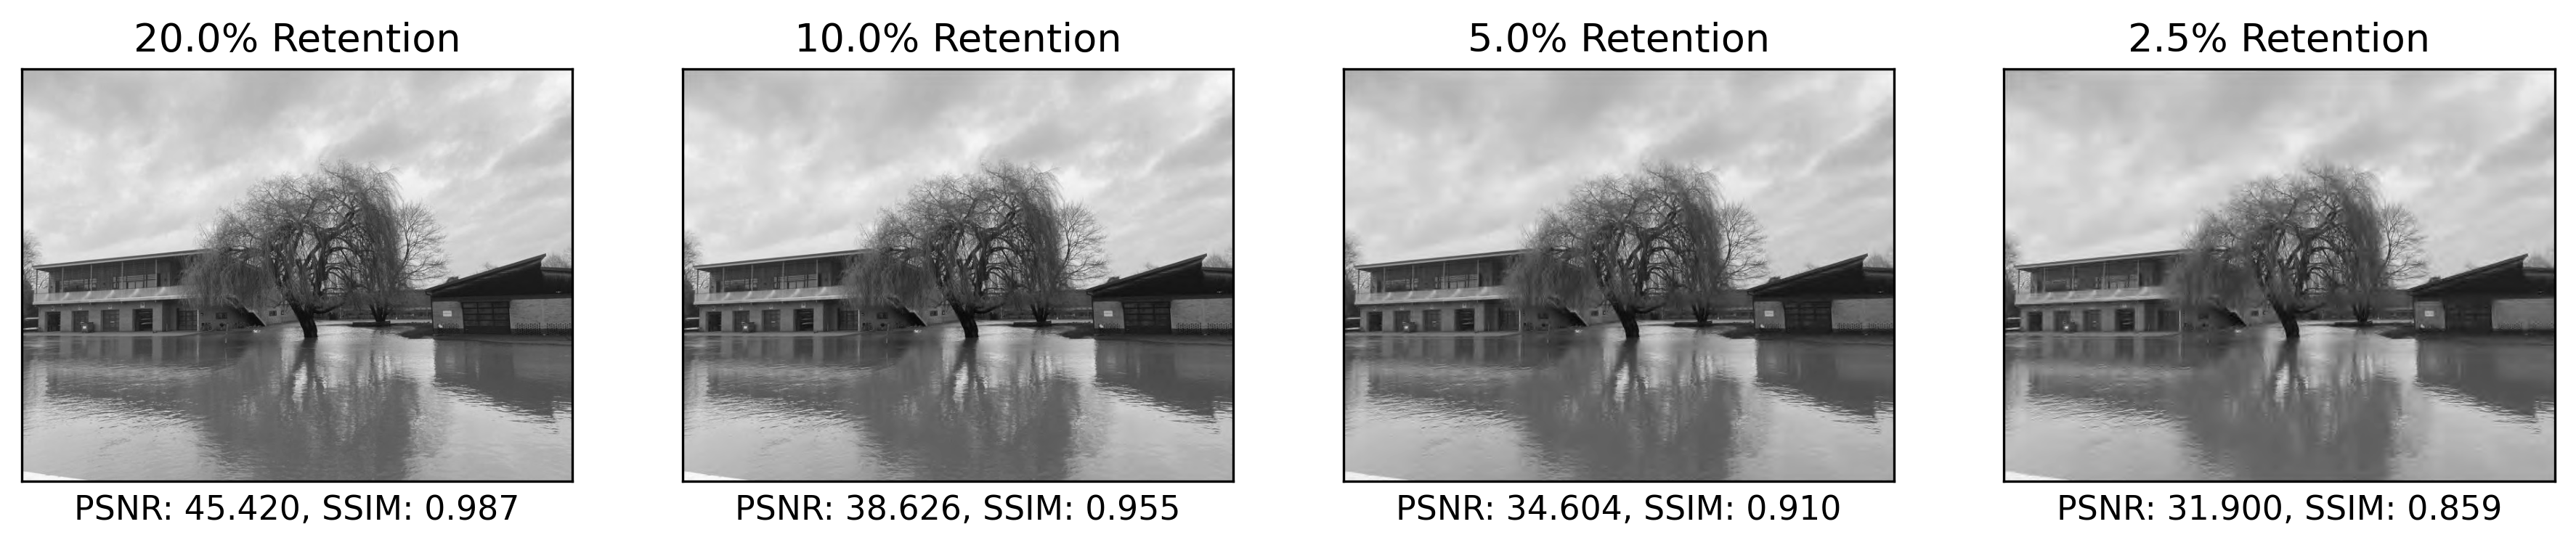 20.0% Retention
10.0% Retention
5.0% Retention
2.5% Retention
PSNR: 45.420, SSIM: 0.987
PSNR: 38.626, SSIM: 0.955
PSNR: 34.604, SSIM: 0.910
PSNR: 31.900, SSIM: 0.859